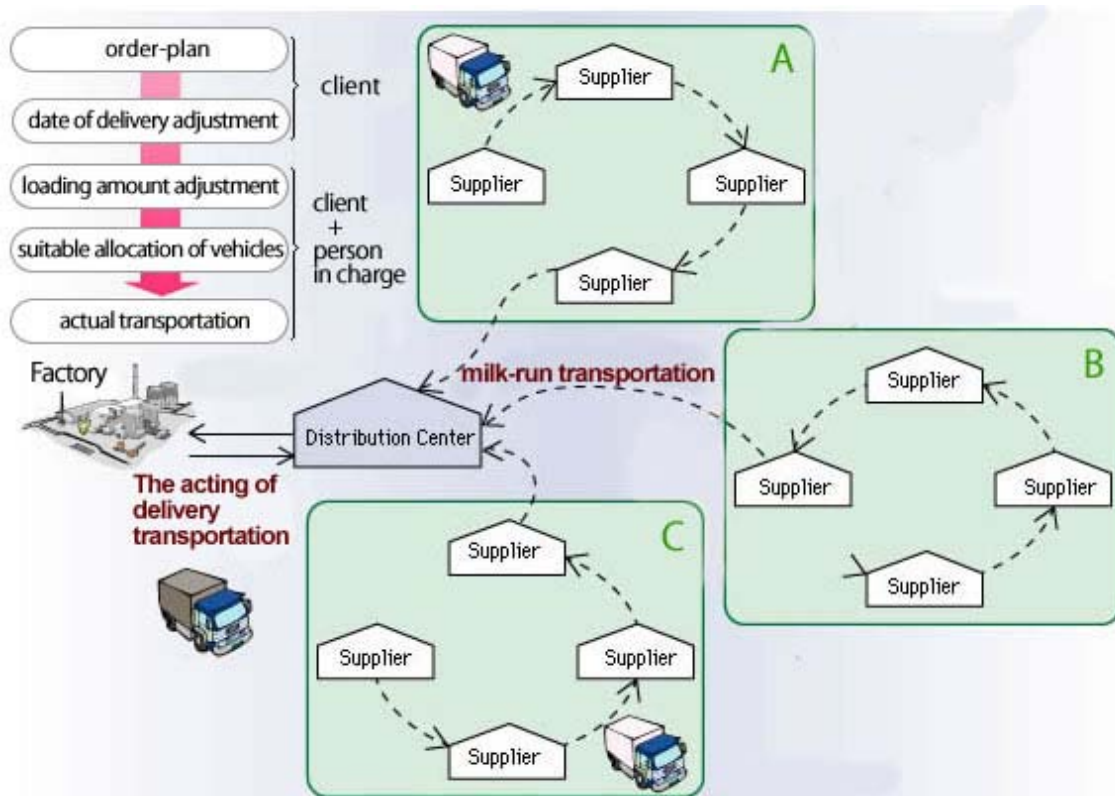 order-plan
date of delivery adjustment
client
loading amount adjustment
suitable allocation of vehicles
actual transportation
client
+
person
in charge
A
Supplier
Supplier
Supplier
Supplier
B
Supplier
Supplier
Supplier
Supplier
milk-run transportation
Factory
Distribution Center
The acting of
delivery
transportation
C
Supplier
Supplier
Supplier
Supplier